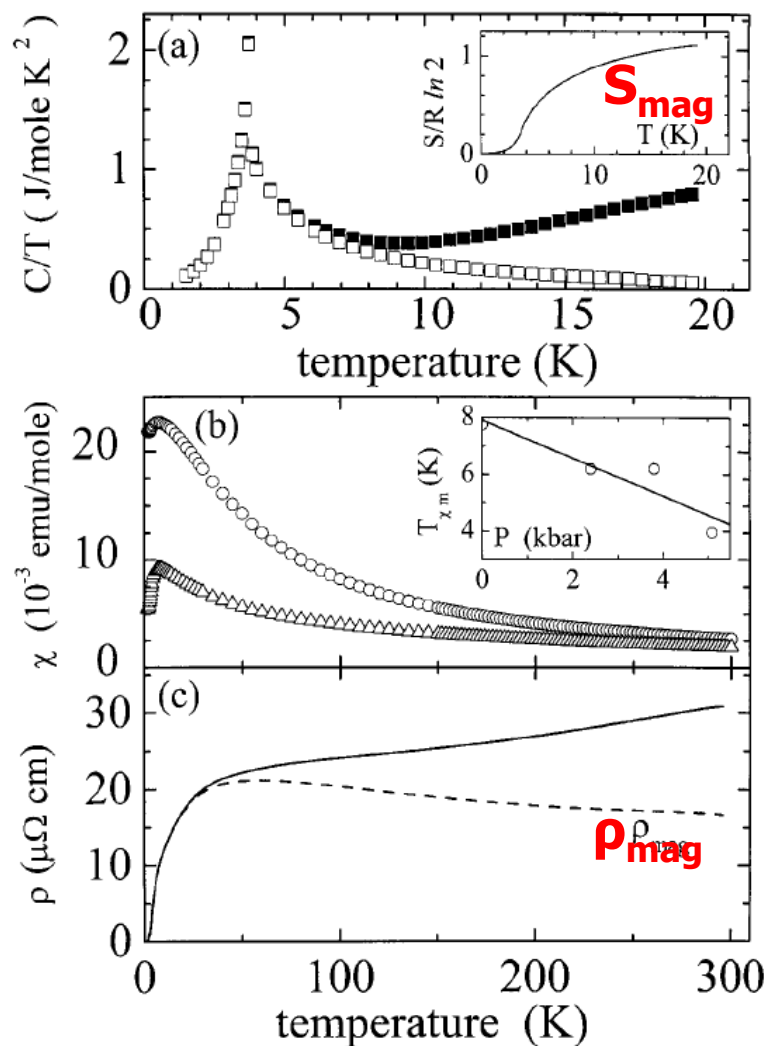 (a)
C/T ( J/mole K²)
2
1
0
S/R ln 2
1
0
S_mag
T (K)
0 10 20
0 5 10 15 20
temperature (K)
(b)
χ (10⁻³ emu/mole)
20
10
0
T_χm (K)
8
6
4
P (kbar)
0 2 4
(c)
ρ (μΩ cm)
30
20
10
0
ρ_mag
ρ_mag
0 100 200 300
temperature (K)